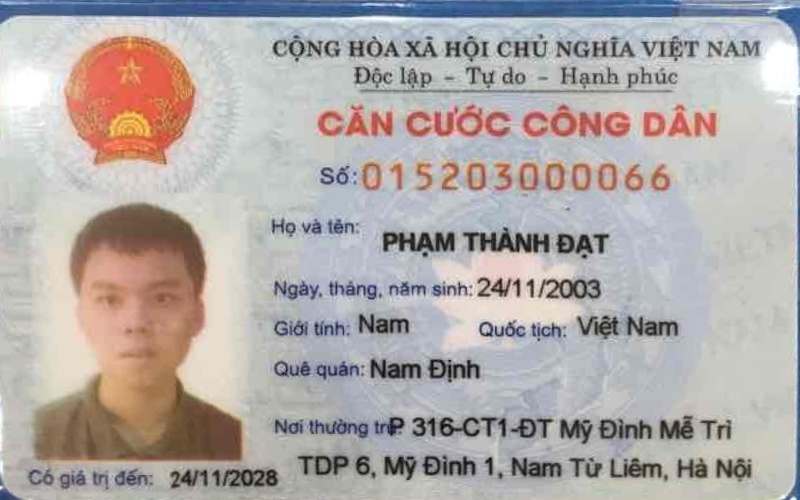 CỘNG HÒA XÃ HỘI CHỦ NGHĨA VIỆT NAM
Độc lập - Tự do - Hạnh phúc
CĂN CƯỚC CÔNG DÂN
Số: 015203000066
Họ và tên: PHẠM THÀNH ĐẠT
Ngày, tháng, năm sinh: 24/11/2003
Giới tính: Nam Quốc tịch: Việt Nam
Quê quán: Nam Định
Nơi thường trú: P 316-CT1-ĐT Mỹ Đình Mễ Trì
TDP 6, Mỹ Đình 1, Nam Từ Liêm, Hà Nội
Có giá trị đến: 24/11/2028